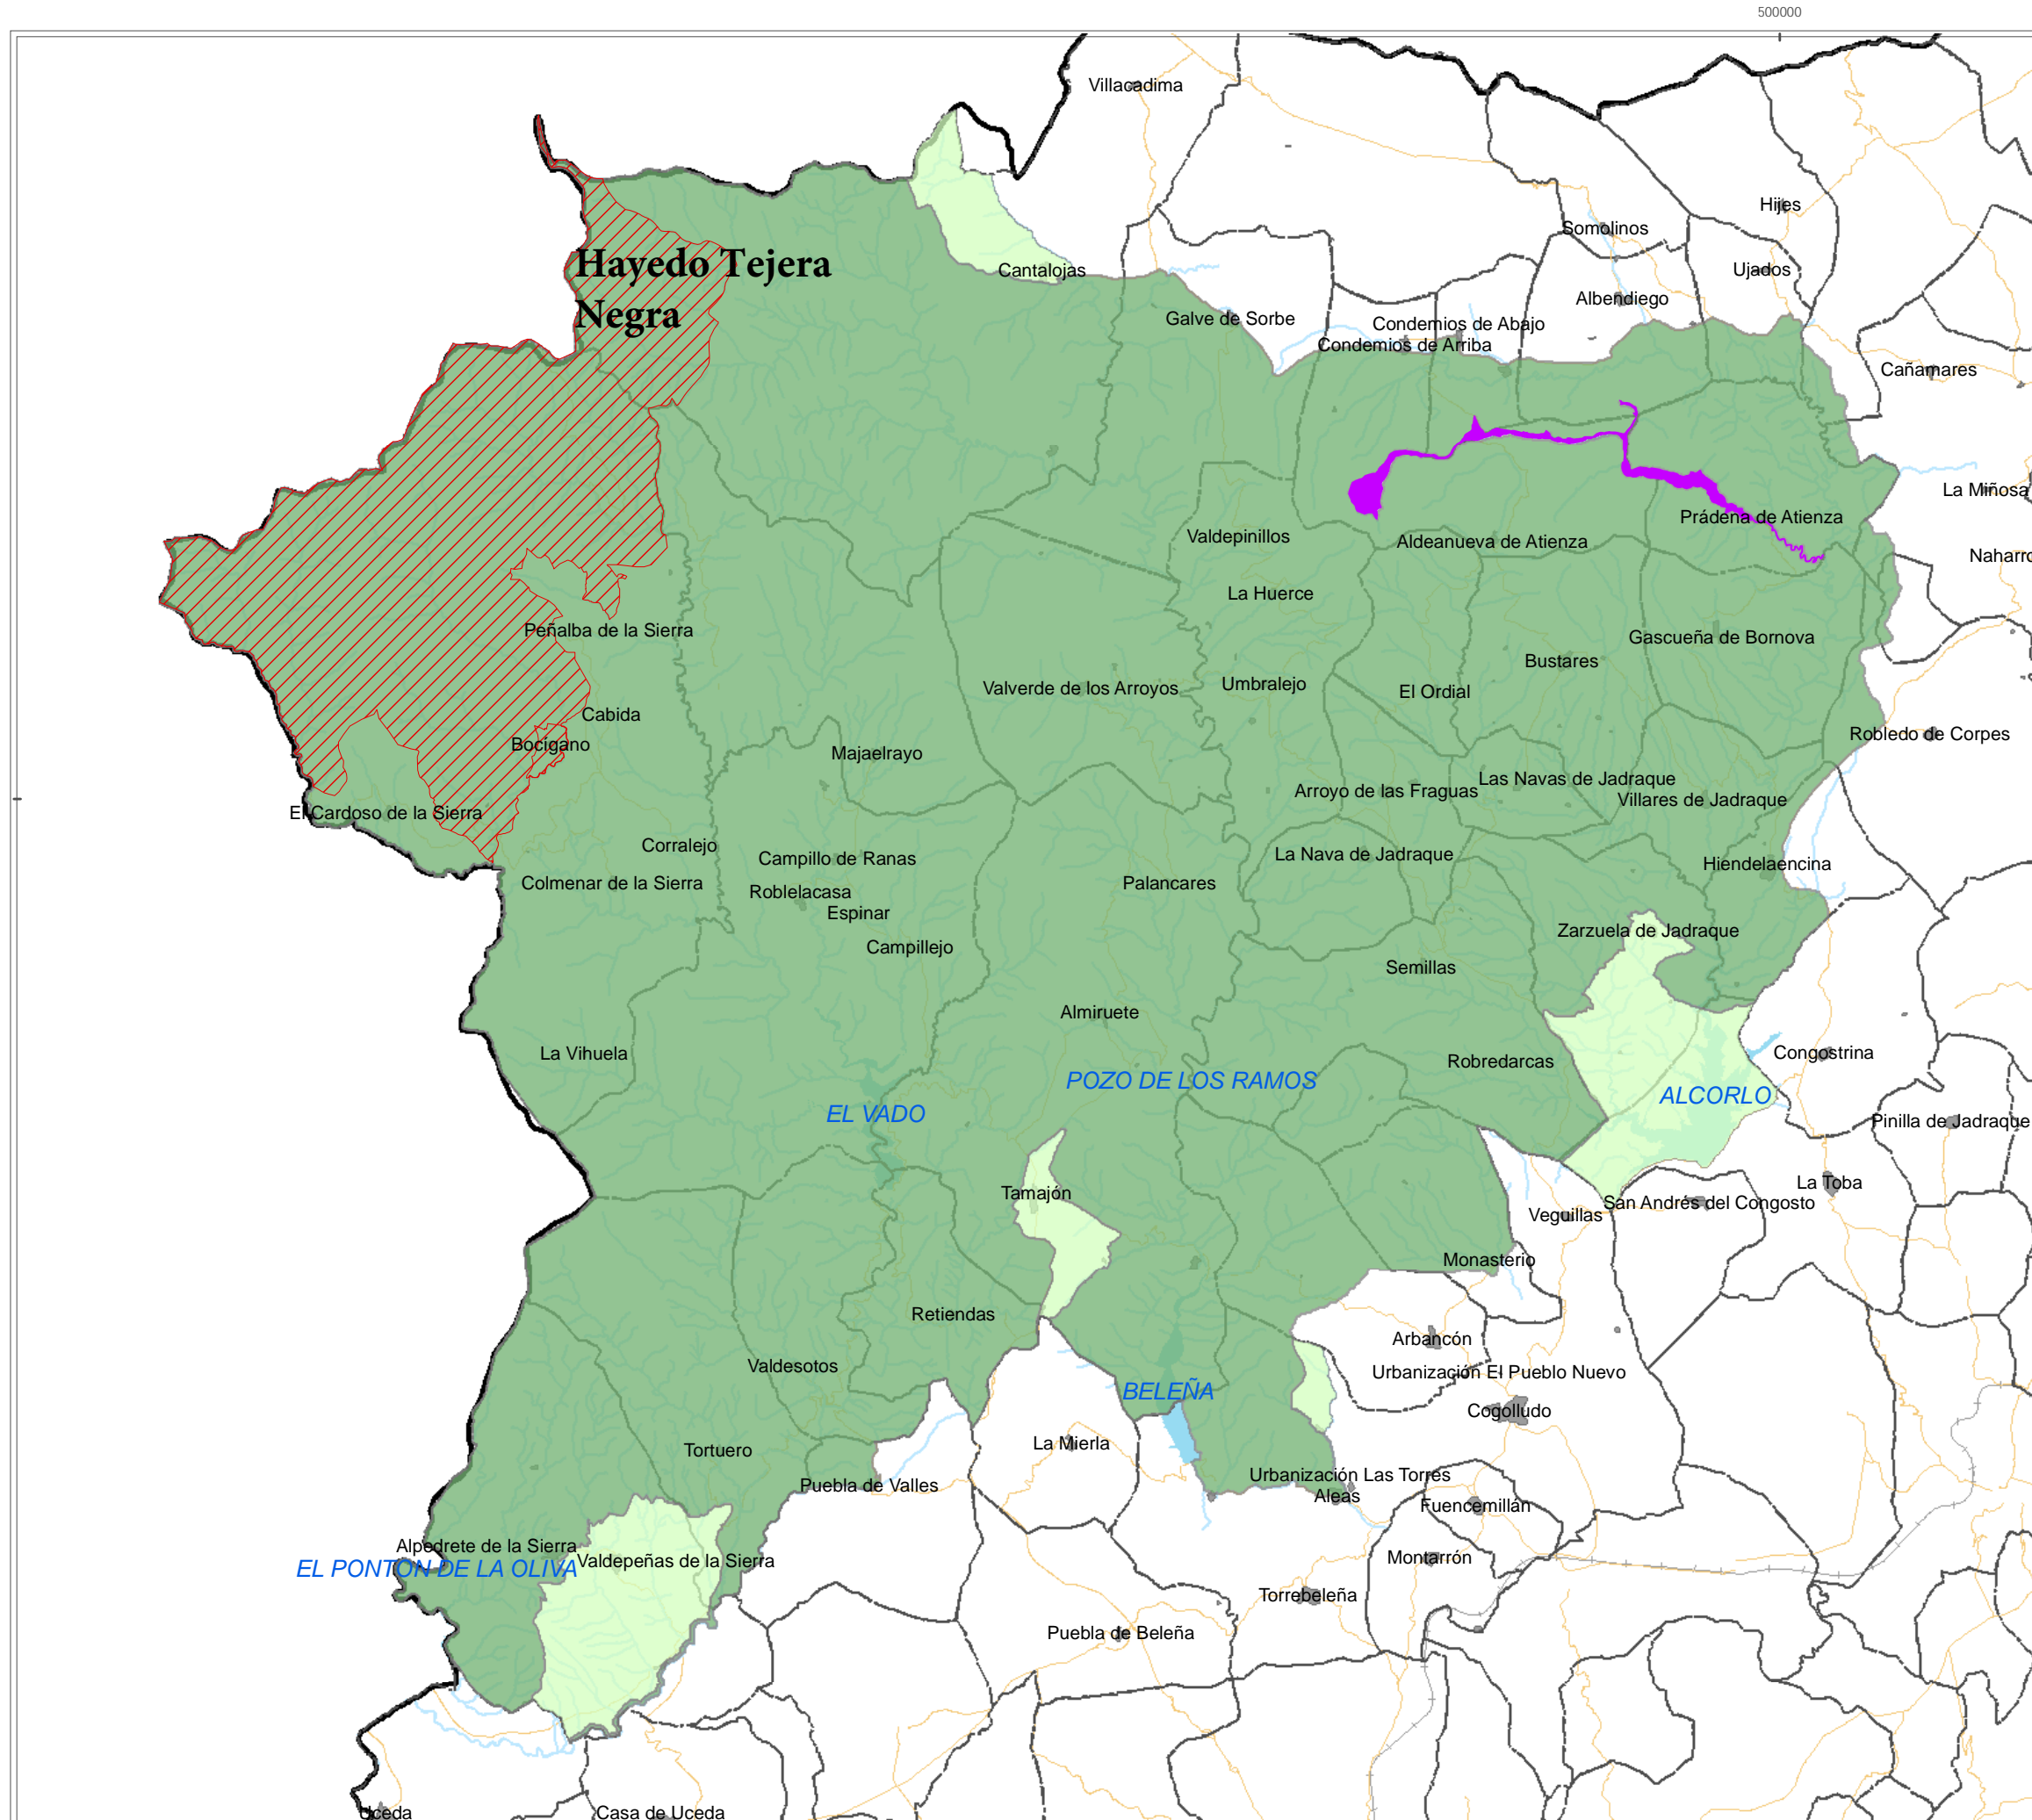 500000
Villacadima
Hijes
Somolinos
Hayedo Tejera
Negra
Cantalojas
Ujados
Albendiego
Galve de Sorbe
Condemios de Abajo
Condemios de Arriba
Cañamares
La Miñosa
Prádena de Atienza
Valdepinillos
Aldeanueva de Atienza
Naharro
La Huerce
Peñalba de la Sierra
Gascueña de Bornova
Bustares
Valverde de los Arroyos
Umbralejo
El Ordial
Cabida
Bocígano
Majaelrayo
Robledo de Corpes
Las Navas de Jadraque
Arroyo de las Fraguas
Villares de Jadraque
El Cardoso de la Sierra
Corralejo
Campillo de Ranas
La Nava de Jadraque
Hiendelaencina
Colmenar de la Sierra
Roblelacasa
Palancares
Espinar
Zarzuela de Jadraque
Campillejo
Semillas
Almiruete
La Vihuela
Robredarcas
Congostrina
POZO DE LOS RAMOS
ALCORLO
EL VADO
Pinilla de Jadraque
La Toba
Tamajón
San Andrés del Congosto
Veguillas
Monasterio
Retiendas
Arbancón
Valdesotos
Urbanización El Pueblo Nuevo
BELEÑA
Cogolludo
Tortuero
La Mierla
Urbanización Las Torres
Puebla de Valles
Aleas
Fuencemillán
Alpedrete de la Sierra
EL PONTON DE LA OLIVA
Valdepeñas de la Sierra
Montarrón
Torrebeleña
Puebla de Beleña
Uceda
Casa de Uceda